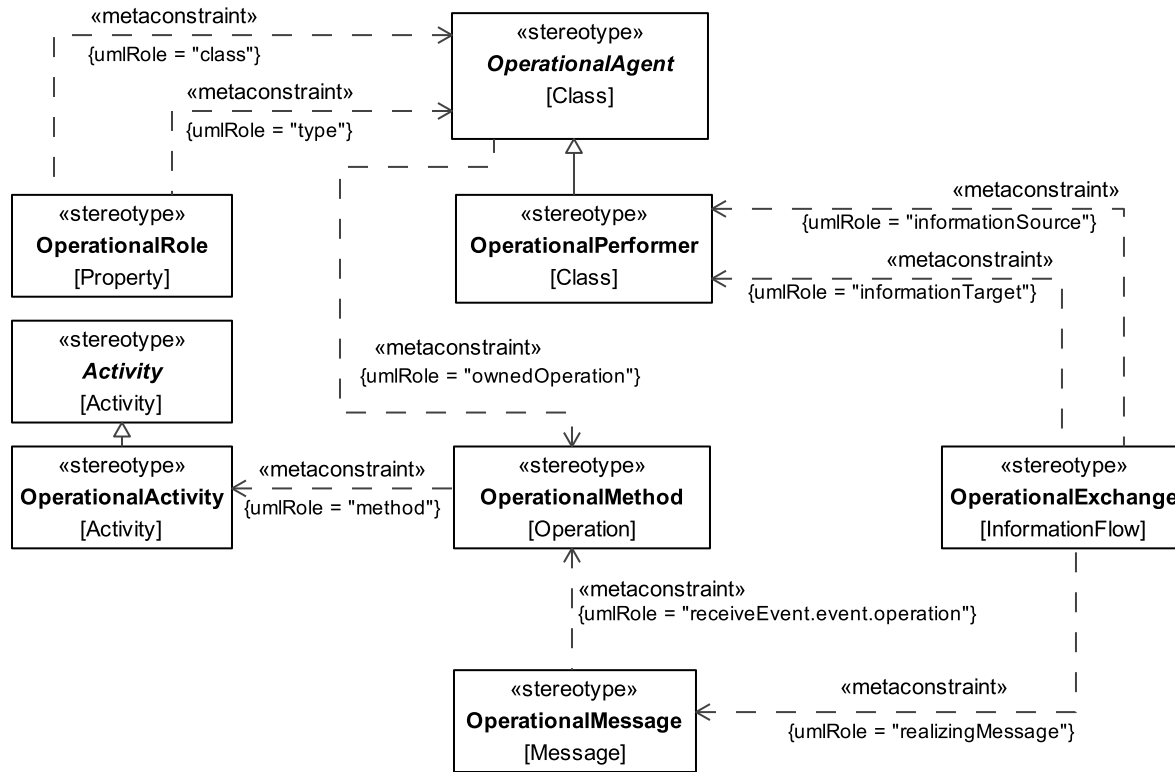 «metaconstraint»
{umlRole = "class"}
«metaconstraint»
{umlRole = "type"}
«stereotype»
OperationalAgent
[Class]
«stereotype»
OperationalRole
[Property]
«stereotype»
OperationalPerformer
[Class]
«metaconstraint»
{umlRole = "informationSource"}
«metaconstraint»
{umlRole = "informationTarget"}
«stereotype»
Activity
[Activity]
«metaconstraint»
{umlRole = "ownedOperation"}
«stereotype»
OperationalActivity
[Activity]
«metaconstraint»
{umlRole = "method"}
«stereotype»
OperationalMethod
[Operation]
«stereotype»
OperationalExchange
[InformationFlow]
«metaconstraint»
{umlRole = "receiveEvent.event.operation"}
«stereotype»
OperationalMessage
[Message]
«metaconstraint»
{umlRole = "realizingMessage"}